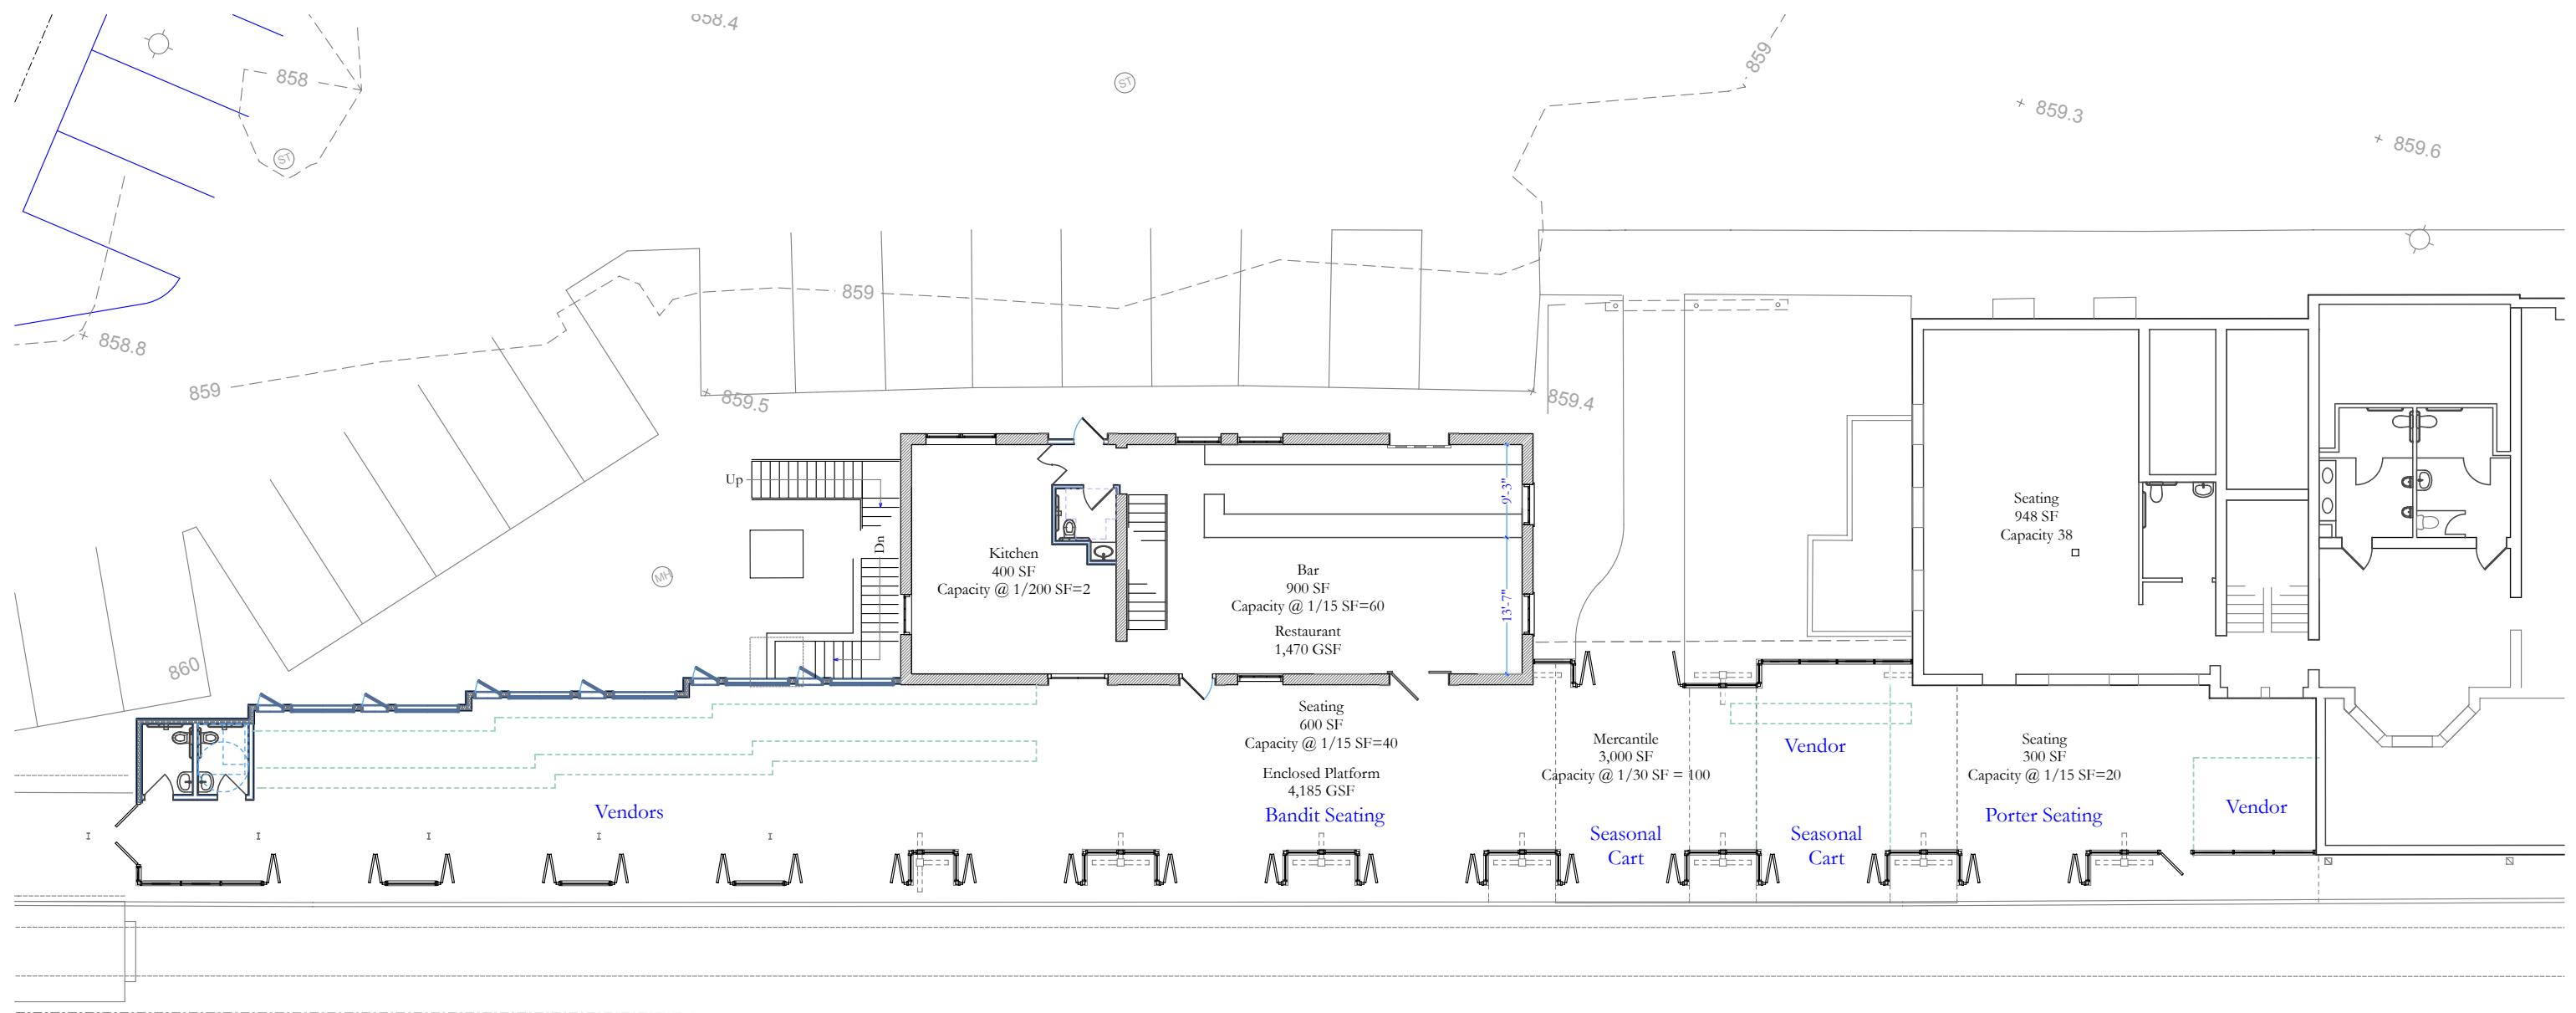 858.4
858
ST
ST
859
+ 859.3
+ 859.6
858.8
859
859
859.5
859.4
860
MH
Up
Dn
Kitchen
400 SF
Capacity @ 1/200 SF=2
Bar
900 SF
Capacity @ 1/15 SF=60
Restaurant
1,470 GSF
9'-3"
13'-7"
Seating
948 SF
Capacity 38
Seating
600 SF
Capacity @ 1/15 SF=40
Enclosed Platform
4,185 GSF
Bandit Seating
Vendors
Mercantile
3,000 SF
Capacity @ 1/30 SF = 100
Seasonal
Cart
Vendor
Seasonal
Cart
Seating
300 SF
Capacity @ 1/15 SF=20
Porter Seating
Vendor